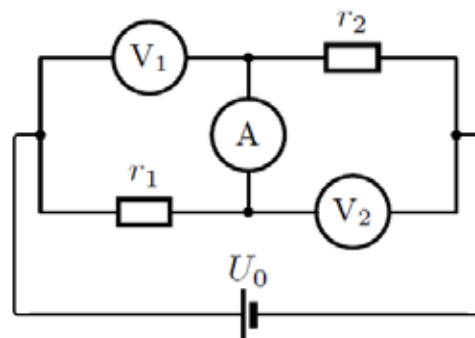 V₁
r₂
A
r₁
V₂
U₀